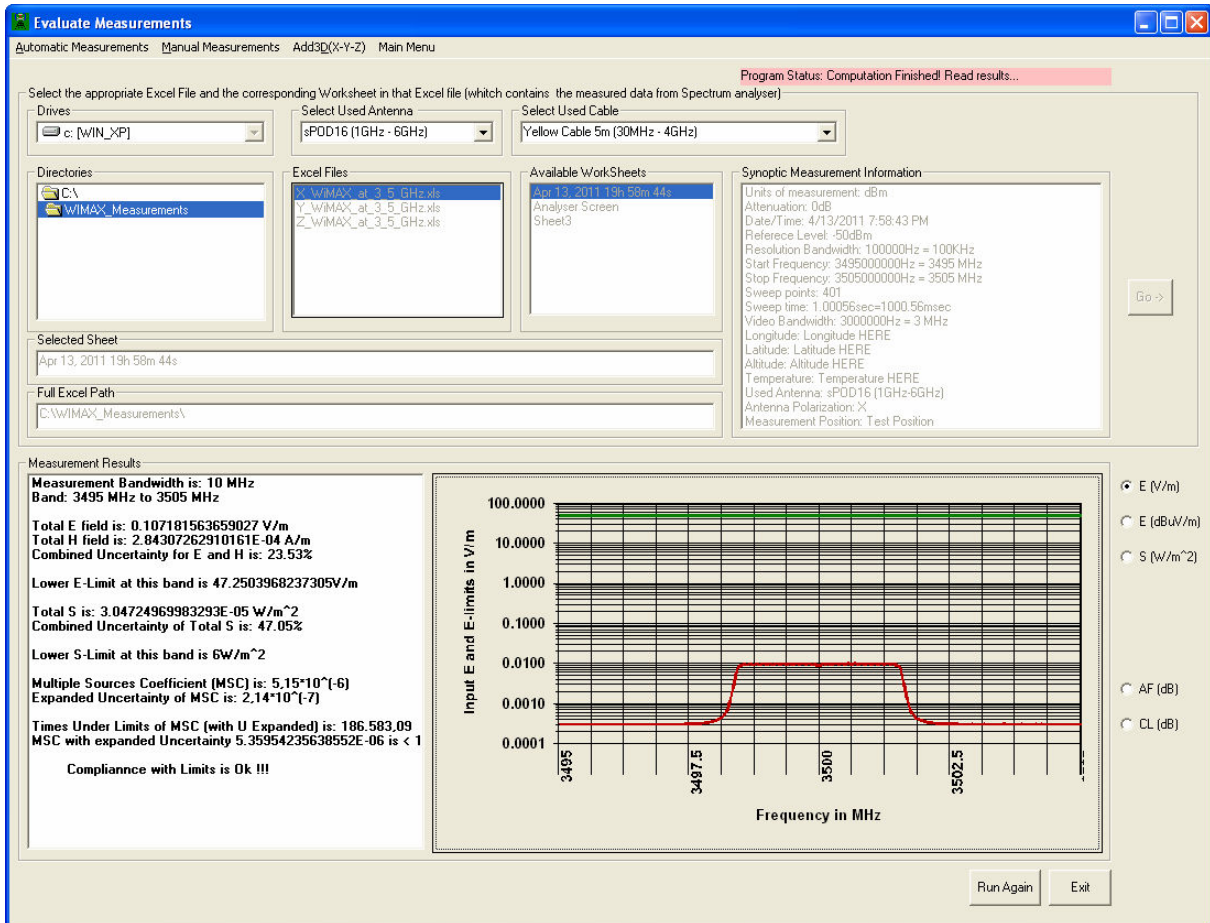 Evaluate Measurements
Automatic Measurements Manual Measurements Add3D(X-Y-Z) Main Menu
Program Status: Computation Finished! Read results...
Select the appropriate Excel File and the corresponding Worksheet in that Excel file (whitch contains the measured data from Spectrum analyser)
Drives
c: [WIN_XP]
Select Used Antenna
sPOD16 (1GHz - 6GHz)
Select Used Cable
Yellow Cable 5m (30MHz - 4GHz)
Directories
C:\
WIMAX_Measurements
Excel Files
X_WiMAX_at_3_5_GHz.xls
Y_WiMAX_at_3_5_GHz.xls
Z_WiMAX_at_3_5_GHz.xls
Available WorkSheets
Apr 13, 2011 19h 58m 44s
Analyser Screen
Sheet3
Synoptic Measurement Information
Units of measurement: dBm
Attenuation: 0dB
Date/Time: 4/13/2011 7:58:43 PM
Referece Level: -50dBm
Resolution Bandwidth: 100000Hz = 100KHz
Start Frequency: 3495000000Hz = 3495 MHz
Stop Frequency: 3505000000Hz = 3505 MHz
Sweep points: 401
Sweep time: 1.00056sec=1000.56msec
Video Bandwidth: 3000000Hz = 3 MHz
Longitude: Longitude HERE
Latitude: Latitude HERE
Altitude: Altitude HERE
Temperature: Temperature HERE
Used Antenna: sPOD16 (1GHz-6GHz)
Antenna Polarization: X
Measurement Position: Test Position
Go ->
Selected Sheet
Apr 13, 2011 19h 58m 44s
Full Excel Path
C:\WIMAX_Measurements\
Measurement Results
Measurement Bandwidth is: 10 MHz
Band: 3495 MHz to 3505 MHz
Total E field is: 0.107181563659027 V/m
Total H field is: 2.84307262910161E-04 A/m
Combined Uncertainty for E and H is: 23.53%
Lower E-Limit at this band is 47.2503968237305V/m
Total S is: 3.04724969983293E-05 W/m^2
Combined Uncertainty of Total S is: 47.05%
Lower S-Limit at this band is 6W/m^2
Multiple Sources Coefficient (MSC) is: 5,15*10^(-6)
Expanded Uncertainty of MSC is: 2,14*10^(-7)
Times Under Limits of MSC (with U Expanded) is: 186.583,09
MSC with expanded Uncertainty 5.35954235638552E-06 is < 1
Compliannce with Limits is Ok !!!
Input E and E-limits in V/m
100.0000
10.0000
1.0000
0.1000
0.0100
0.0010
0.0001
3495
3497.5
3500
3502.5
Frequency in MHz
E (V/m)
E (dBuV/m)
S (W/m^2)
AF (dB)
CL (dB)
Run Again
Exit